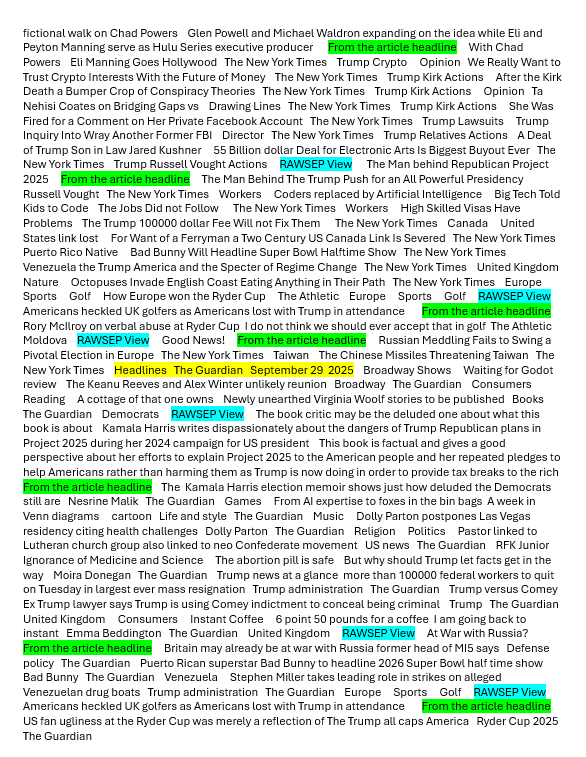 fictional walk on Chad Powers Glen Powell and Michael Waldron expanding on the idea while Eli and
Peyton Manning serve as Hulu Series executive producer From the article headline With Chad
Powers Eli Manning Goes Hollywood The New York Times Trump Crypto Opinion We Really Want to
Trust Crypto Interests With the Future of Money The New York Times Trump Kirk Actions After the Kirk
Death a Bumper Crop of Conspiracy Theories The New York Times Trump Kirk Actions Opinion Ta
Nehisi Coates on Bridging Gaps vs Drawing Lines The New York Times Trump Kirk Actions She Was
Fired for a Comment on Her Private Facebook Account The New York Times Trump Lawsuits Trump
Inquiry Into Wray Another Former FBI Director The New York Times Trump Relatives Actions A Deal
of Trump Son in Law Jared Kushner 55 Billion dollar Deal for Electronic Arts Is Biggest Buyout Ever The
New York Times Trump Russell Vought Actions RAWSEP View The Man behind Republican Project
2025 From the article headline The Man Behind The Trump Push for an All Powerful Presidency
Russell Vought The New York Times Workers Coders replaced by Artificial Intelligence Big Tech Told
Kids to Code The Jobs Did not Follow The New York Times Workers High Skilled Visas Have
Problems The Trump 100000 dollar Fee Will not Fix Them The New York Times Canada United
States link lost For Want of a Ferryman a Two Century US Canada Link Is Severed The New York Times
Puerto Rico Native Bad Bunny Will Headline Super Bowl Halftime Show The New York Times
Venezuela the Trump America and the Specter of Regime Change The New York Times United Kingdom
Nature Octopuses Invade English Coast Eating Anything in Their Path The New York Times Europe
Sports Golf How Europe won the Ryder Cup The Athletic Europe Sports Golf RAWSEP View
Americans heckled UK golfers as Americans lost with Trump in attendance From the article headline
Rory McIlroy on verbal abuse at Ryder Cup I do not think we should ever accept that in golf The Athletic
Moldova RAWSEP View Good News! From the article headline Russian Meddling Fails to Swing a
Pivotal Election in Europe The New York Times Taiwan The Chinese Missiles Threatening Taiwan The
New York Times Headlines The Guardian September 29 2025 Broadway Shows Waiting for Godot
review The Keanu Reeves and Alex Winter unlikely reunion Broadway The Guardian Consumers
Reading A cottage of that one owns Newly unearthed Virginia Woolf stories to be published Books
The Guardian Democrats RAWSEP View The book critic may be the deluded one about what this
book is about Kamala Harris writes dispassionately about the dangers of Trump Republican plans in
Project 2025 during her 2024 campaign for US president This book is factual and gives a good
perspective about her efforts to explain Project 2025 to the American people and her repeated pledges to
help Americans rather than harming them as Trump is now doing in order to provide tax breaks to the rich
From the article headline The Kamala Harris election memoir shows just how deluded the Democrats
still are Nesrine Malik The Guardian Games From AI expertise to foxes in the bin bags A week in
Venn diagrams cartoon Life and style The Guardian Music Dolly Parton postpones Las Vegas
residency citing health challenges Dolly Parton The Guardian Religion Politics Pastor linked to
Lutheran church group also linked to neo Confederate movement US news The Guardian RFK Junior
Ignorance of Medicine and Science The abortion pill is safe But why should Trump let facts get in the
way Moira Donegan The Guardian Trump news at a glance more than 100000 federal workers to quit
on Tuesday in largest ever mass resignation Trump administration The Guardian Trump versus Comey
Ex Trump lawyer says Trump is using Comey indictment to conceal being criminal Trump The Guardian
United Kingdom Consumers Instant Coffee 6 point 50 pounds for a coffee I am going back to
instant Emma Beddington The Guardian United Kingdom RAWSEP View At War with Russia?
From the article headline Britain may already be at war with Russia former head of MI5 says Defense
policy The Guardian Puerto Rican superstar Bad Bunny to headline 2026 Super Bowl half time show
Bad Bunny The Guardian Venezuela Stephen Miller takes leading role in strikes on alleged
Venezuelan drug boats Trump administration The Guardian Europe Sports Golf RAWSEP View
Americans heckled UK golfers as Americans lost with Trump in attendance From the article headline
US fan ugliness at the Ryder Cup was merely a reflection of The Trump all caps America Ryder Cup 2025
The Guardian